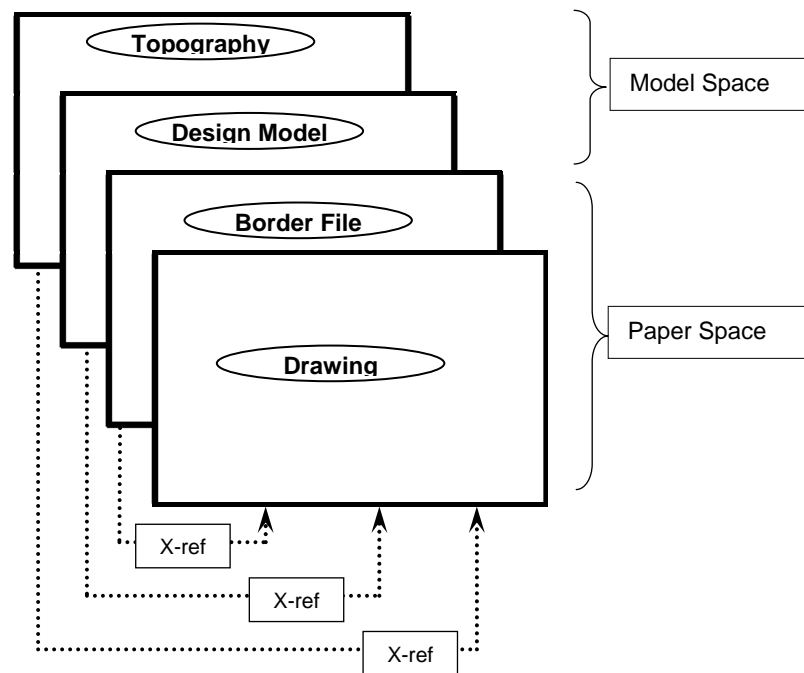 Topography
Model Space
Design Model
Border File
Paper Space
Drawing
X-ref
X-ref
X-ref